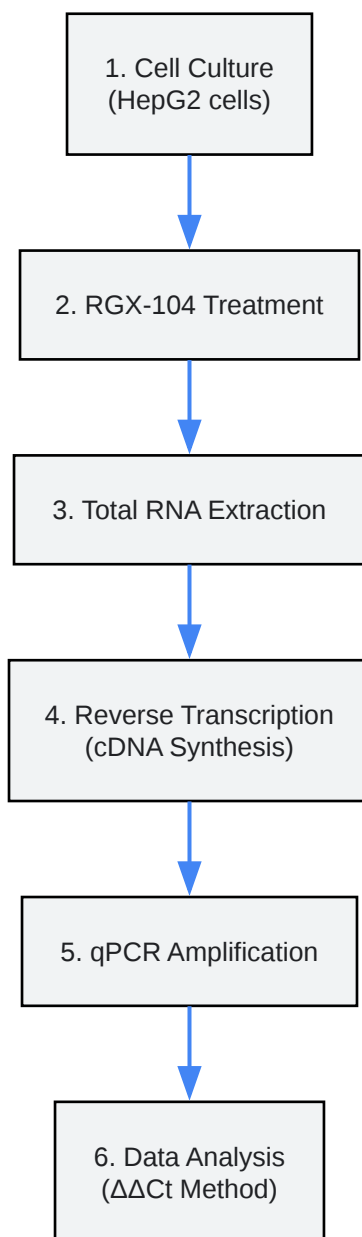 1. Cell Culture
(HepG2 cells)
2. RGX-104 Treatment
3. Total RNA Extraction
4. Reverse Transcription
(cDNA Synthesis)
5. qPCR Amplification
6. Data Analysis
(ΔΔCt Method)